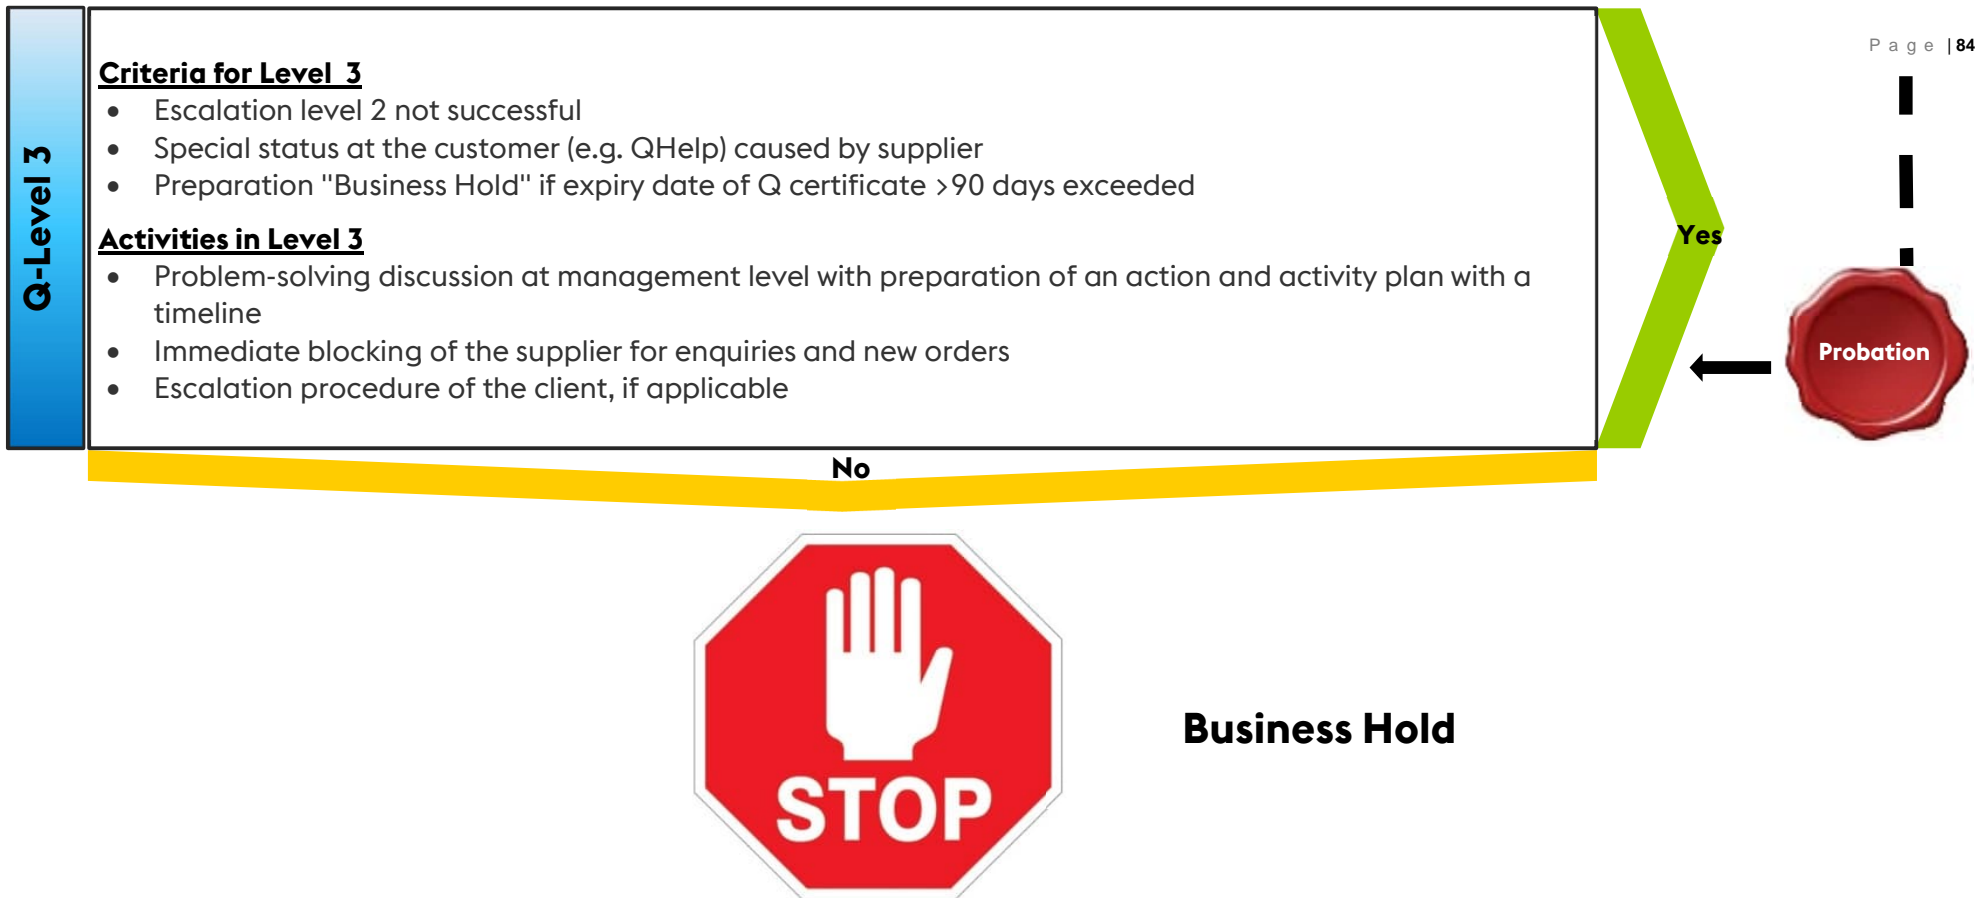 Page | 84
Criteria for Level 3
• Escalation level 2 not successful
• Special status at the customer (e.g. QHelp) caused by supplier
• Preparation "Business Hold" if expiry date of Q certificate >90 days exceeded
Activities in Level 3
• Problem-solving discussion at management level with preparation of an action and activity plan with a
timeline
• Immediate blocking of the supplier for enquiries and new orders
• Escalation procedure of the client, if applicable
Q-Level 3
Yes
Probation
No
STOP
Business Hold